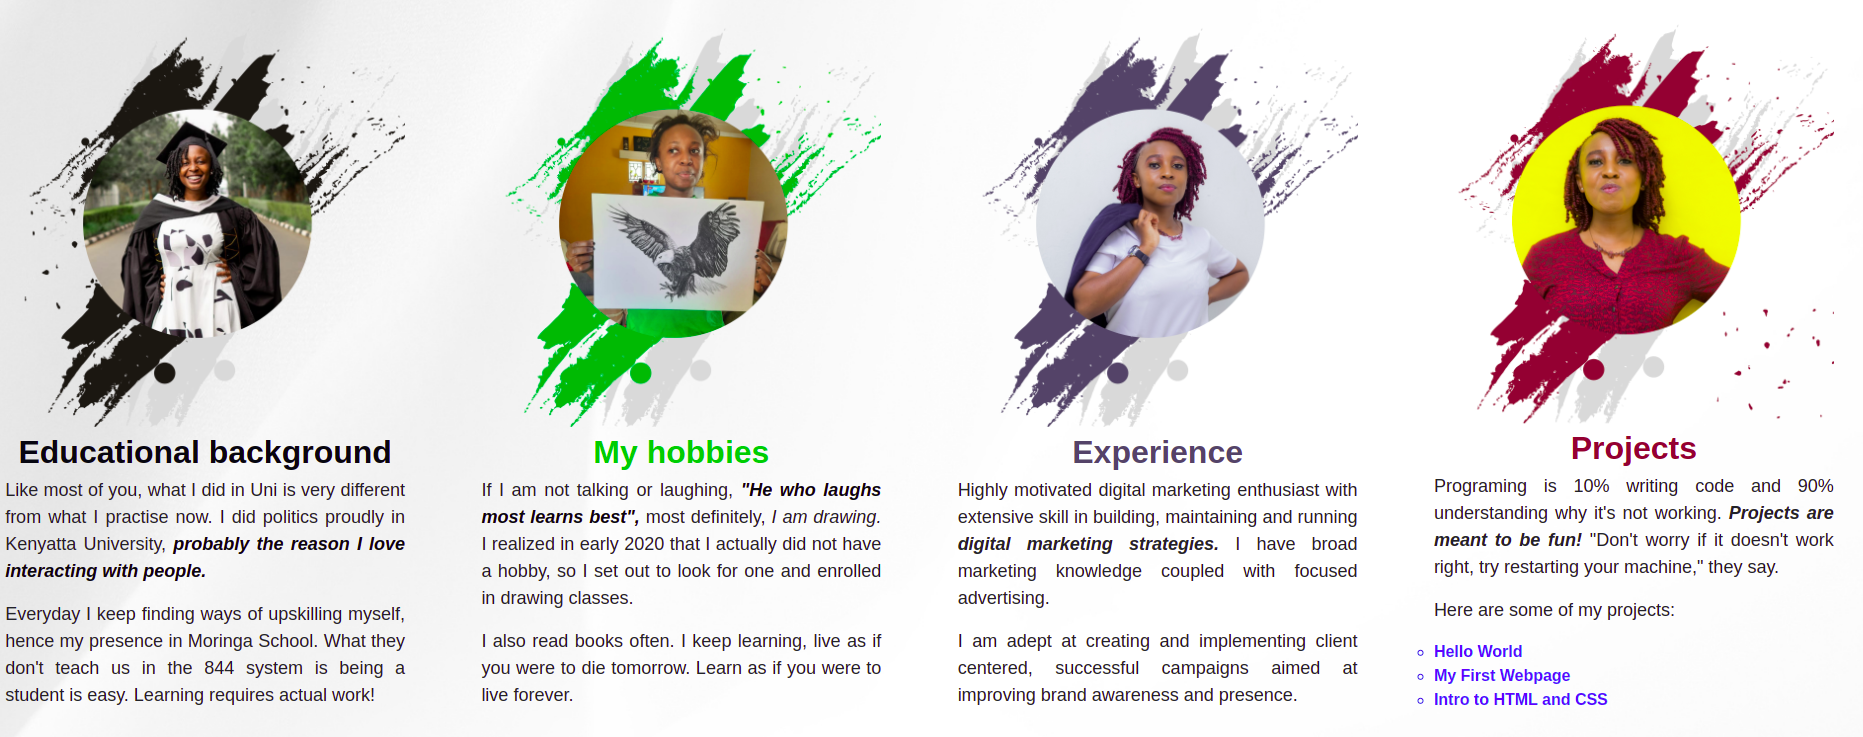 Educational background
Like most of you, what I did in Uni is very different
from what I practise now. I did politics proudly in
Kenyatta University, probably the reason I love
interacting with people.
Everyday I keep finding ways of upskilling myself,
hence my presence in Moringa School. What they
don't teach us in the 844 system is being a
student is easy. Learning requires actual work!
My hobbies
If I am not talking or laughing, "He who laughs
most learns best", most definitely, I am drawing.
I realized in early 2020 that I actually did not have
a hobby, so I set out to look for one and enrolled
in drawing classes.
I also read books often. I keep learning, live as if
you were to die tomorrow. Learn as if you were to
live forever.
Experience
Highly motivated digital marketing enthusiast with
extensive skill in building, maintaining and running
digital marketing strategies. I have broad
marketing knowledge coupled with focused
advertising.
I am adept at creating and implementing client
centered, successful campaigns aimed at
improving brand awareness and presence.
Projects
Programing is 10% writing code and 90%
understanding why it's not working. Projects are
meant to be fun! "Don't worry if it doesn't work
right, try restarting your machine," they say.
Here are some of my projects:
Hello World
My First Webpage
Intro to HTML and CSS